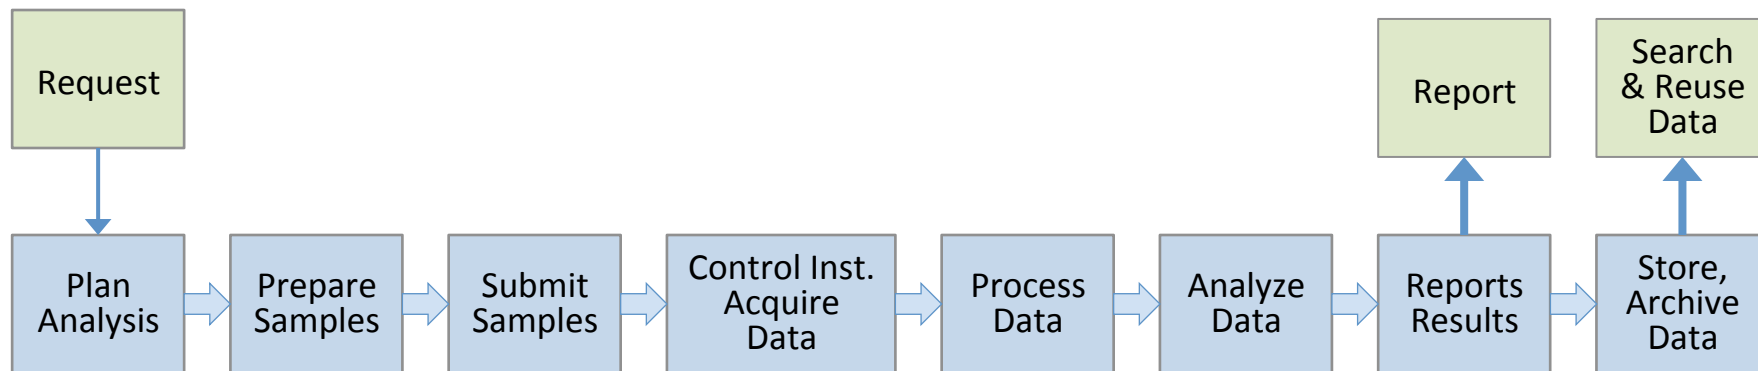 Request
Report
Search
& Reuse
Data
Plan
Analysis
Prepare
Samples
Submit
Samples
Control Inst.
Acquire
Data
Process
Data
Analyze
Data
Reports
Results
Store,
Archive
Data